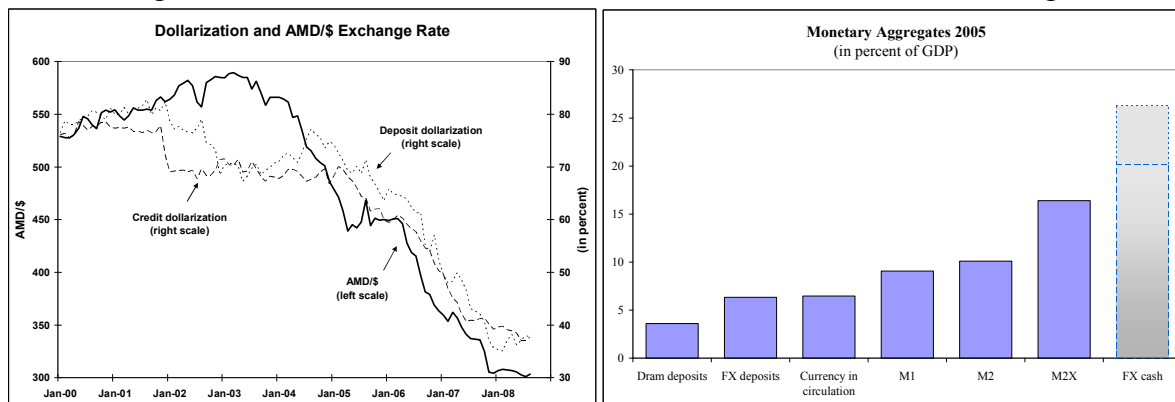 Dollarization and AMD/$ Exchange Rate
600
550
500
450
400
350
300
AMD/$
90
80
70
60
50
40
30
(in percent)
Deposit dollarization
(right scale)
Credit dollarization
(right scale)
AMD/$
(left scale)
Jan-00 Jan-01 Jan-02 Jan-03 Jan-04 Jan-05 Jan-06 Jan-07 Jan-08
Monetary Aggregates 2005
(in percent of GDP)
30
25
20
15
10
5
0
Dram deposits FX deposits Currency in M1 M2 M2X FX cash
circulation